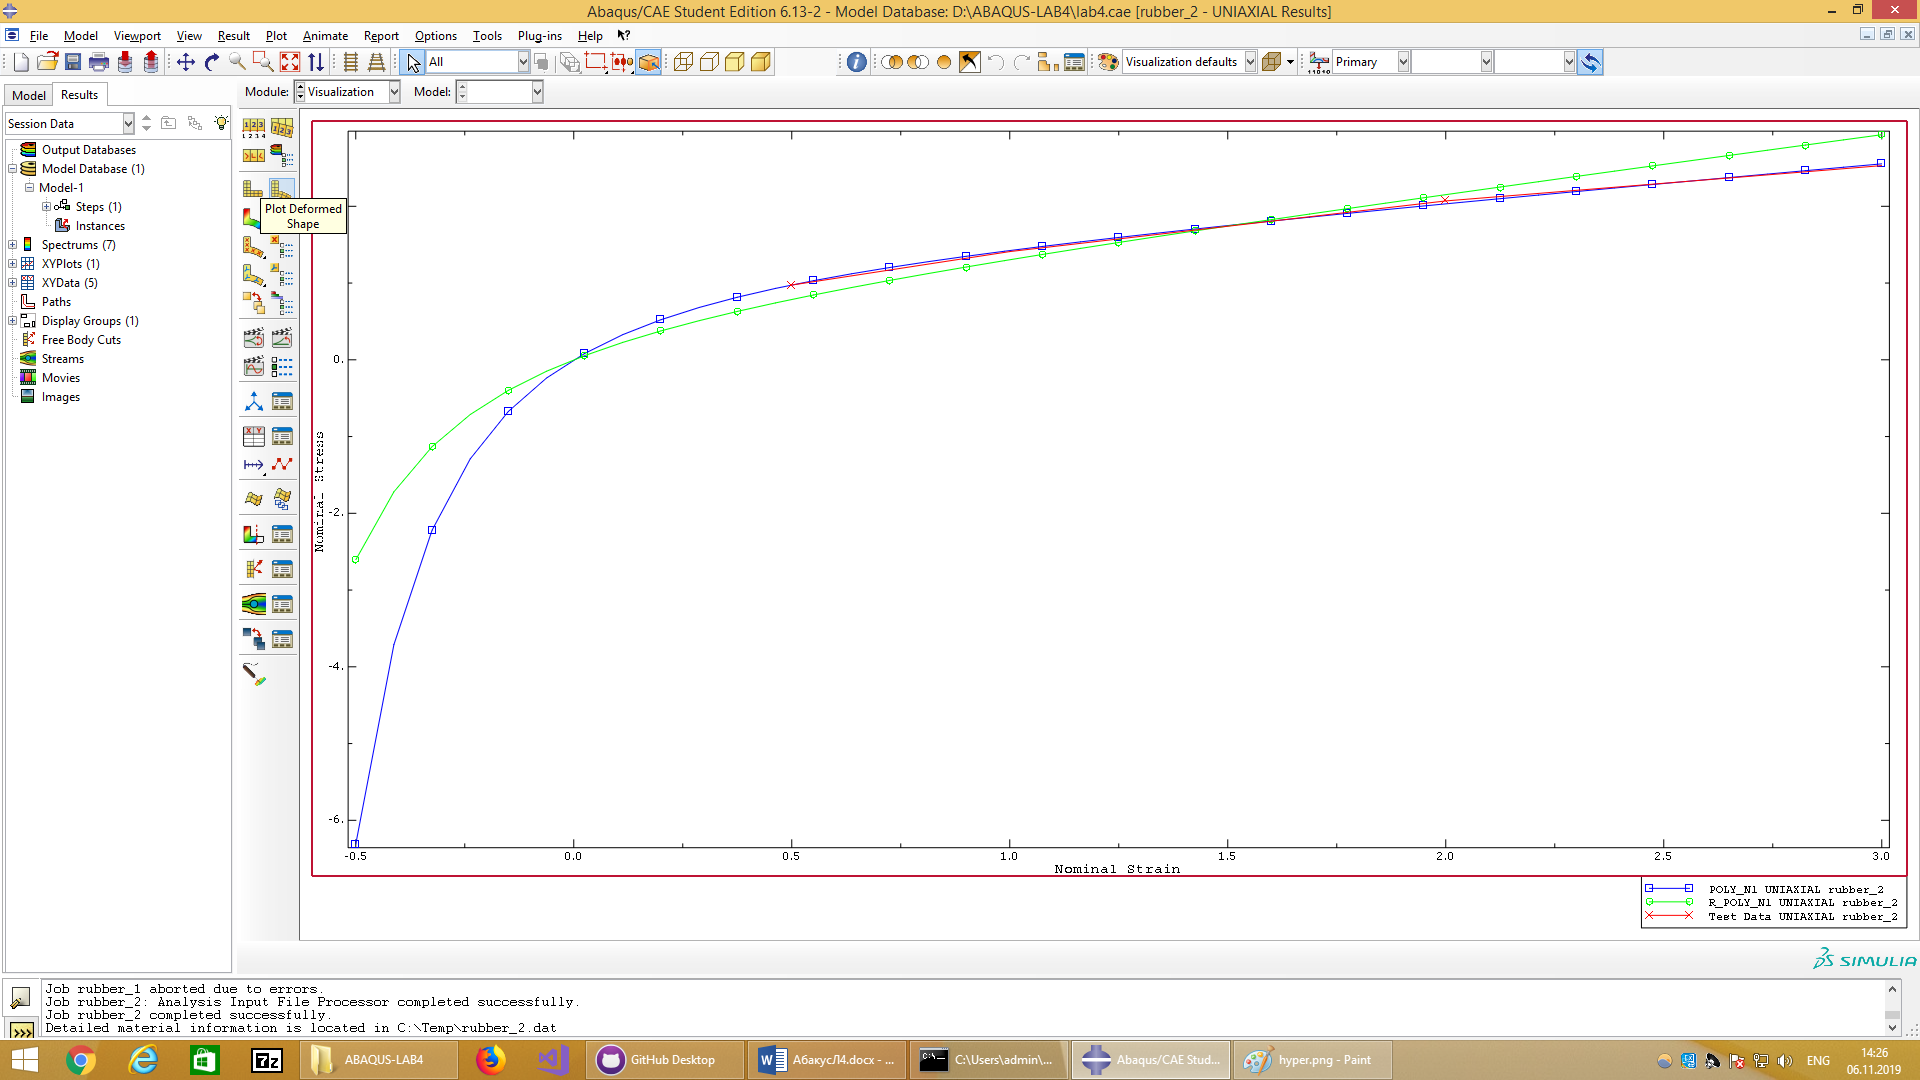 Abaqus/CAE Student Edition 6.13-2 - Model Database: D:\ABAQUS-LAB4\lab4.cae [rubber_2 - UNIAXIAL Results]
File Model Viewport View Result Plot Animate Report Options Tools Plug-ins Help
All
Visualization defaults
Primary
Model Results
Module: Visualization Model:
Session Data
Output Databases
Model Database (1)
Model-1
Steps (1)
Instances
Spectrums (7)
XYPlots (1)
XYData (5)
Paths
Display Groups (1)
Free Body Cuts
Streams
Movies
Images
Plot Deformed
Shape
0.
-2.
-4.
-6.
Nominal Stress
-0.5 0.0 0.5 1.0 1.5 2.0 2.5 3.0
Nominal Strain
POLY_N1 UNIAXIAL rubber_2
R_POLY_N1 UNIAXIAL rubber_2
Test Data UNIAXIAL rubber_2
SIMULIA
Job rubber_1 aborted due to errors.
Job rubber_2: Analysis Input File Processor completed successfully.
Job rubber_2 completed successfully.
Detailed material information is located in C:\Temp\rubber_2.dat
>>>
7z
ABAQUS-LAB4
GitHub Desktop
АбакусЛ4.docx - ...
C:\Users\admin\...
Abaqus/CAE Stud...
hyper.png - Paint
ENG
14:26
06.11.2019